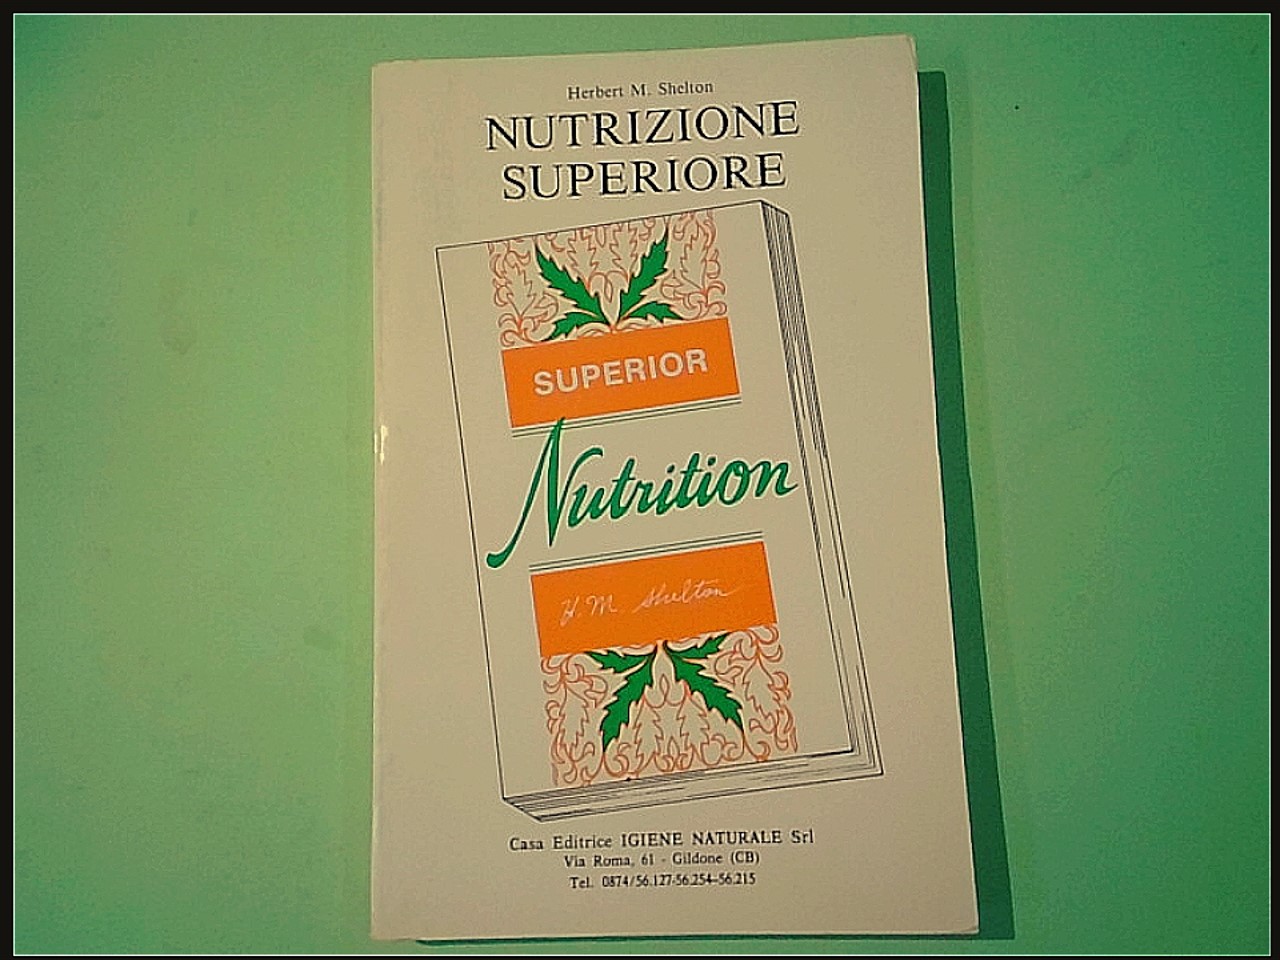 Herbert M. Shelton
NUTRIZIONE
SUPERIORE
SUPERIOR
Nutrition
H. M. Shelton
Casa Editrice IGIENE NATURALE Srl
Via Roma, 61 - Gildone (CB)
Tel. 0874/56.127-56.254-56.215